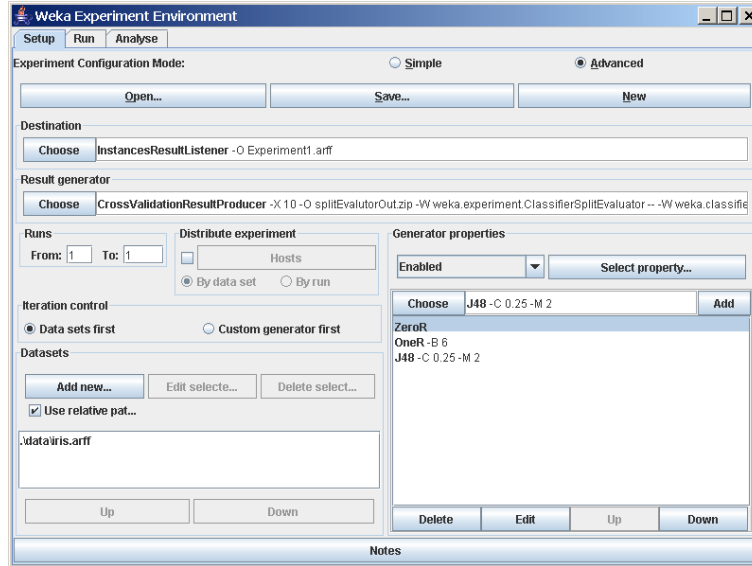 Weka Experiment Environment
Setup Run Analyse
Experiment Configuration Mode: Simple Advanced
Open... Save... New
Destination
Choose InstancesResultListener -O Experiment1.arff
Result generator
Choose CrossValidationResultProducer -X 10 -O splitEvalutorOut.zip -W weka.experiment.ClassifierSplitEvaluator -- -W weka.classifie
Runs
From: 1 To: 1
Distribute experiment
Hosts
By data set By run
Generator properties
Enabled Select property...
Iteration control
Data sets first Custom generator first
Choose J48 -C 0.25 -M 2 Add
ZeroR
OneR -B 6
J48 -C 0.25 -M 2
Datasets
Add new... Edit selecte... Delete select...
Use relative pat...
.\data\iris.arff
Up Down
Delete Edit Up Down
Notes